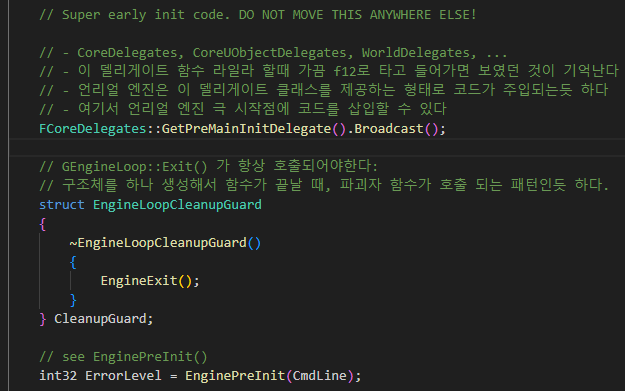 // Super early init code. DO NOT MOVE THIS ANYWHERE ELSE!
// - CoreDelegates, CoreUObjectDelegates, WorldDelegates, ...
// - 이 델리게이트 함수 라일라 할때 가끔 f12로 타고 들어가면 보였던 것이 기억난다
// - 언리얼 엔진은 이 델리게이트 클래스를 제공하는 형태로 코드가 주입되는듯 하다
// - 여기서 언리얼 엔진 극 시작점에 코드를 삽입할 수 있다
FCoreDelegates::GetPreMainInitDelegate().Broadcast();
// GEngineLoop::Exit() 가 항상 호출되어야한다:
// 구조체를 하나 생성해서 함수가 끝날 때, 파괴자 함수가 호출 되는 패턴인듯 하다.
struct EngineLoopCleanupGuard
{
~EngineLoopCleanupGuard()
{
EngineExit();
}
} CleanupGuard;
// see EnginePreInit()
int32 ErrorLevel = EnginePreInit(CmdLine);